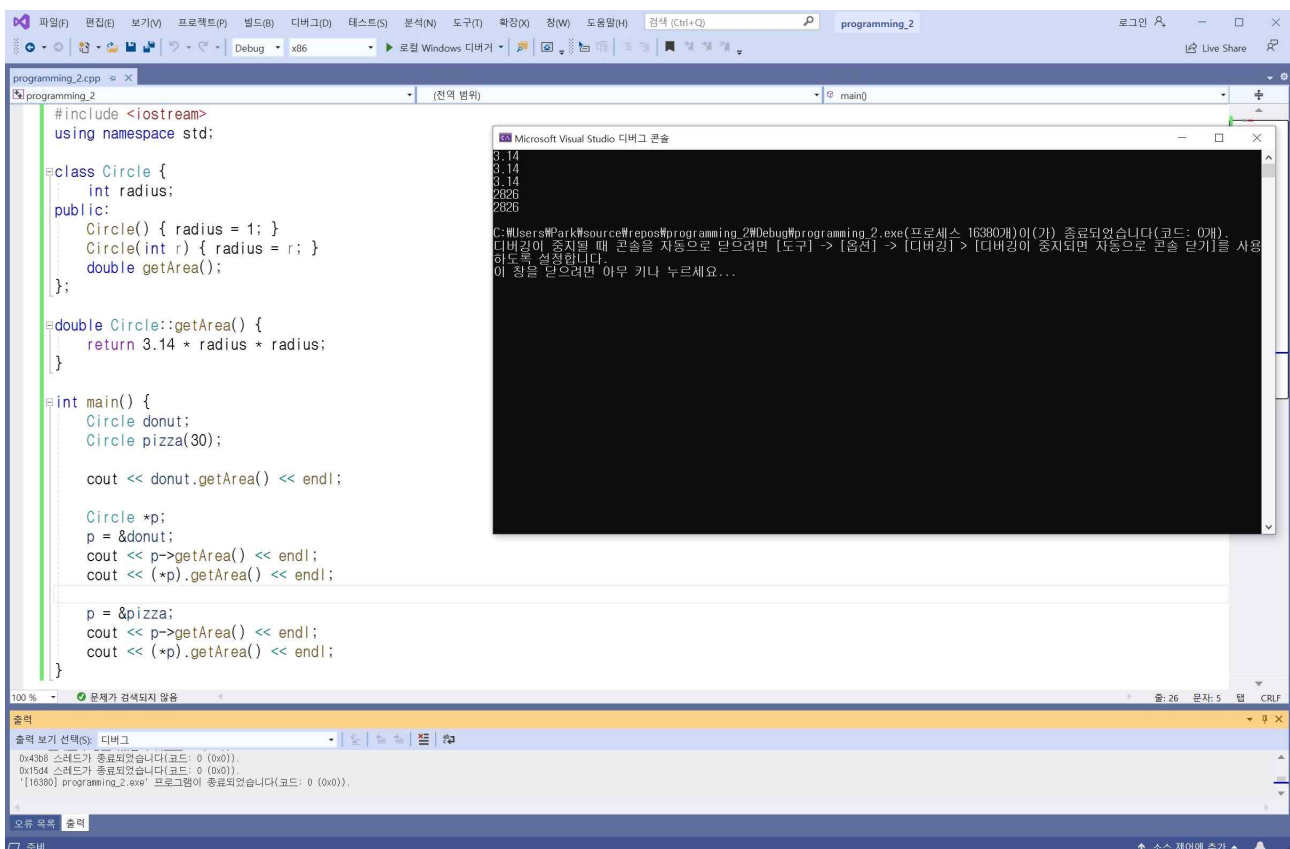 파일(F) 편집(E) 보기(V) 프로젝트(P) 빌드(B) 디버그(D) 테스트(S) 분석(N) 도구(T) 확장(X) 창(W) 도움말(H) 검색 (Ctrl+Q) programming_2 로그인
Debug x86 로컬 Windows 디버거 Live Share
programming_2.cpp
programming_2 (전역 범위) main()
#include <iostream>
using namespace std;
class Circle {
int radius;
public:
Circle() { radius = 1; }
Circle(int r) { radius = r; }
double getArea();
};
double Circle::getArea() {
return 3.14 * radius * radius;
}
int main() {
Circle donut;
Circle pizza(30);
cout << donut.getArea() << endl;
Circle *p;
p = &donut;
cout << p->getArea() << endl;
cout << (*p).getArea() << endl;
p = &pizza;
cout << p->getArea() << endl;
cout << (*p).getArea() << endl;
}
Microsoft Visual Studio 디버그 콘솔
3.14
3.14
3.14
2826
2826
C:₩Users₩Park₩source₩repos₩programming_2₩Debug₩programming_2.exe(프로세스 16380개)이(가) 종료되었습니다(코드: 0개).
디버깅이 중지될 때 콘솔을 자동으로 닫으려면 [도구] -> [옵션] -> [디버깅] > [디버깅이 중지되면 자동으로 콘솔 닫기]를 사용
하도록 설정합니다.
이 창을 닫으려면 아무 키나 누르세요...
100 % 문제가 검색되지 않음 줄: 26 문자: 5 탭 CRLF
출력
출력 보기 선택(S): 디버그
0x43b8 스레드가 종료되었습니다(코드: 0 (0x0)).
0x15d4 스레드가 종료되었습니다(코드: 0 (0x0)).
'[16380] programming_2.exe' 프로그램이 종료되었습니다(코드: 0 (0x0)).
오류 목록 출력
준비 소스 제어에 추가